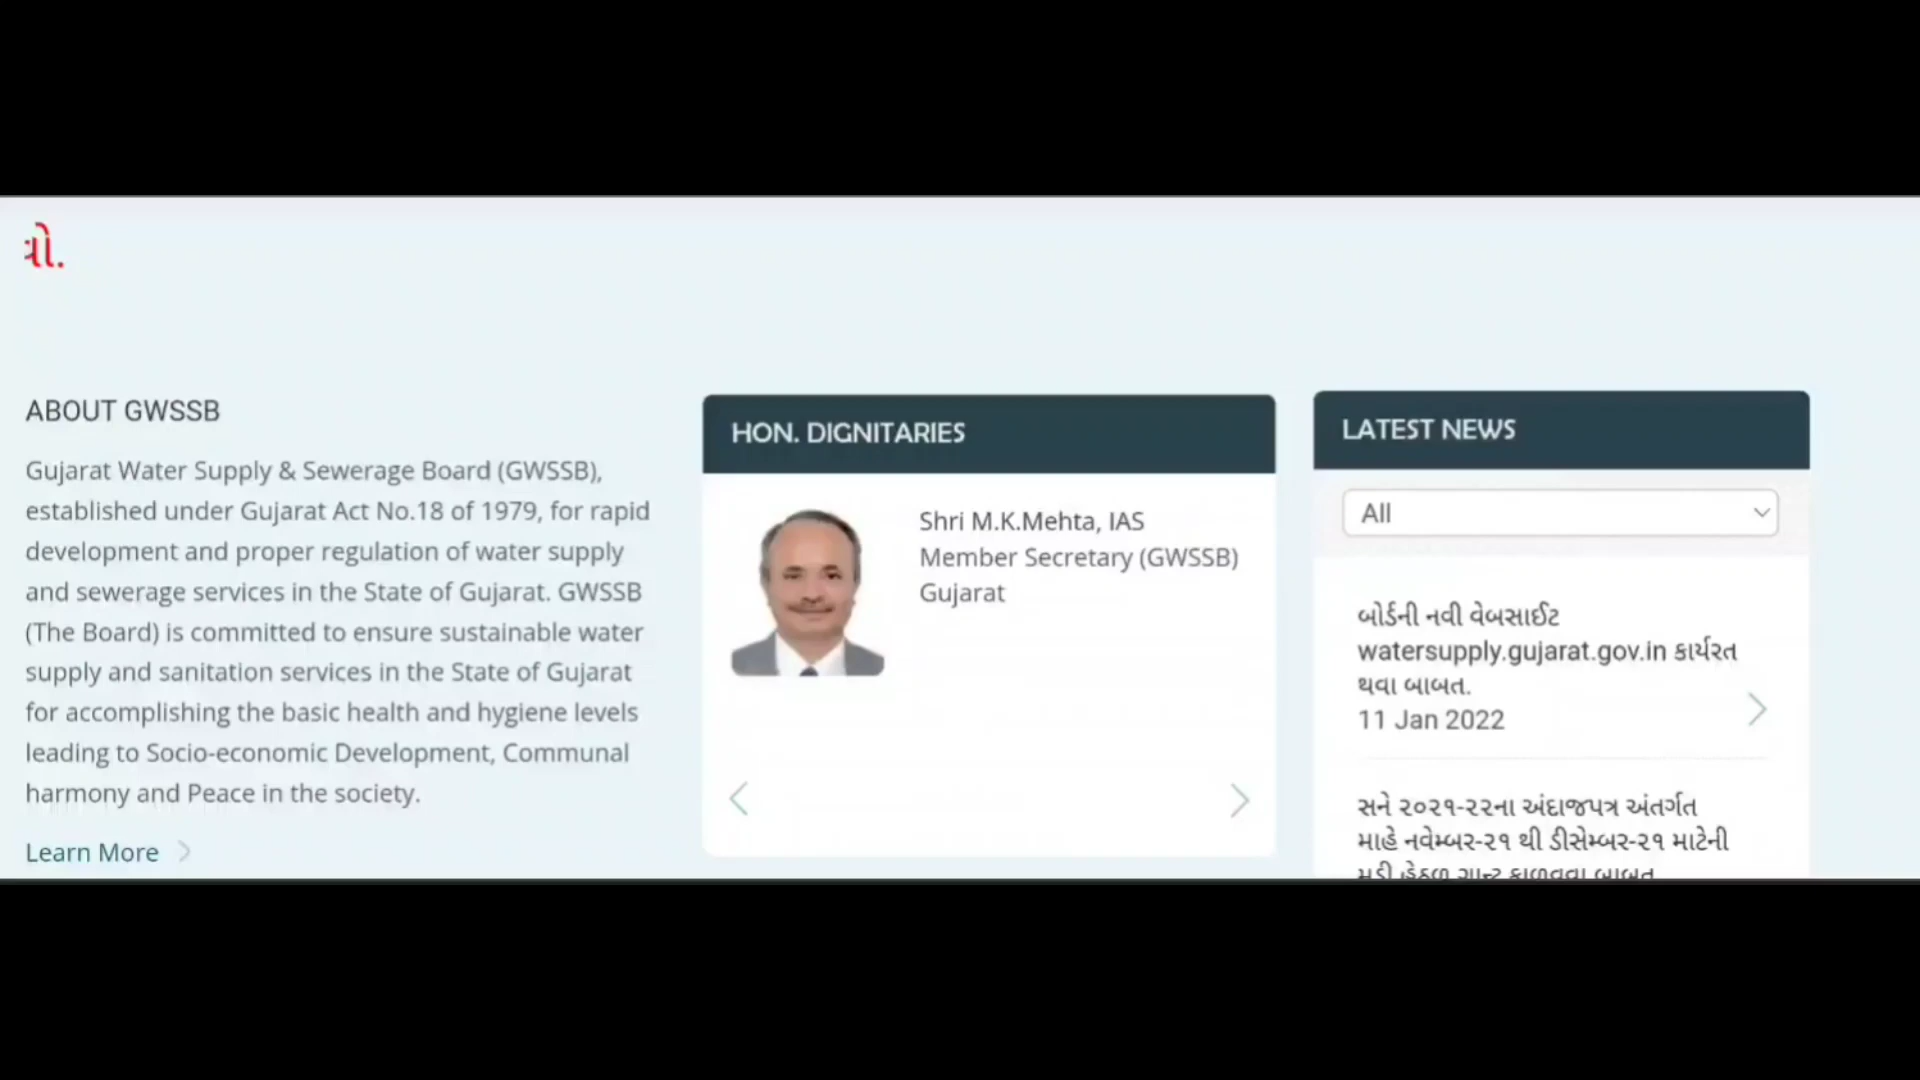 ABOUT GWSSB
Gujarat Water Supply & Sewerage Board (GWSSB),
established under Gujarat Act No.18 of 1979, for rapid
development and proper regulation of water supply
and sewerage services in the State of Gujarat. GWSSB
(The Board) is committed to ensure sustainable water
supply and sanitation services in the State of Gujarat
for accomplishing the basic health and hygiene levels
leading to Socio-economic Development, Communal
harmony and Peace in the society.
Learn More
HON. DIGNITARIES
Shri M.K.Mehta, IAS
Member Secretary (GWSSB)
Gujarat
LATEST NEWS
All
બોર્ડની નવી વેબસાઈટ
watersupply.gujarat.gov.in કાર્યરત
થવા બાબત.
11 Jan 2022
સને ૨૦૨૧-૨૨ના અંદાજપત્ર અંતર્ગત
માહે નવેમ્બર-૨૧ થી ડીસેમ્બર-૨૧ માટેની